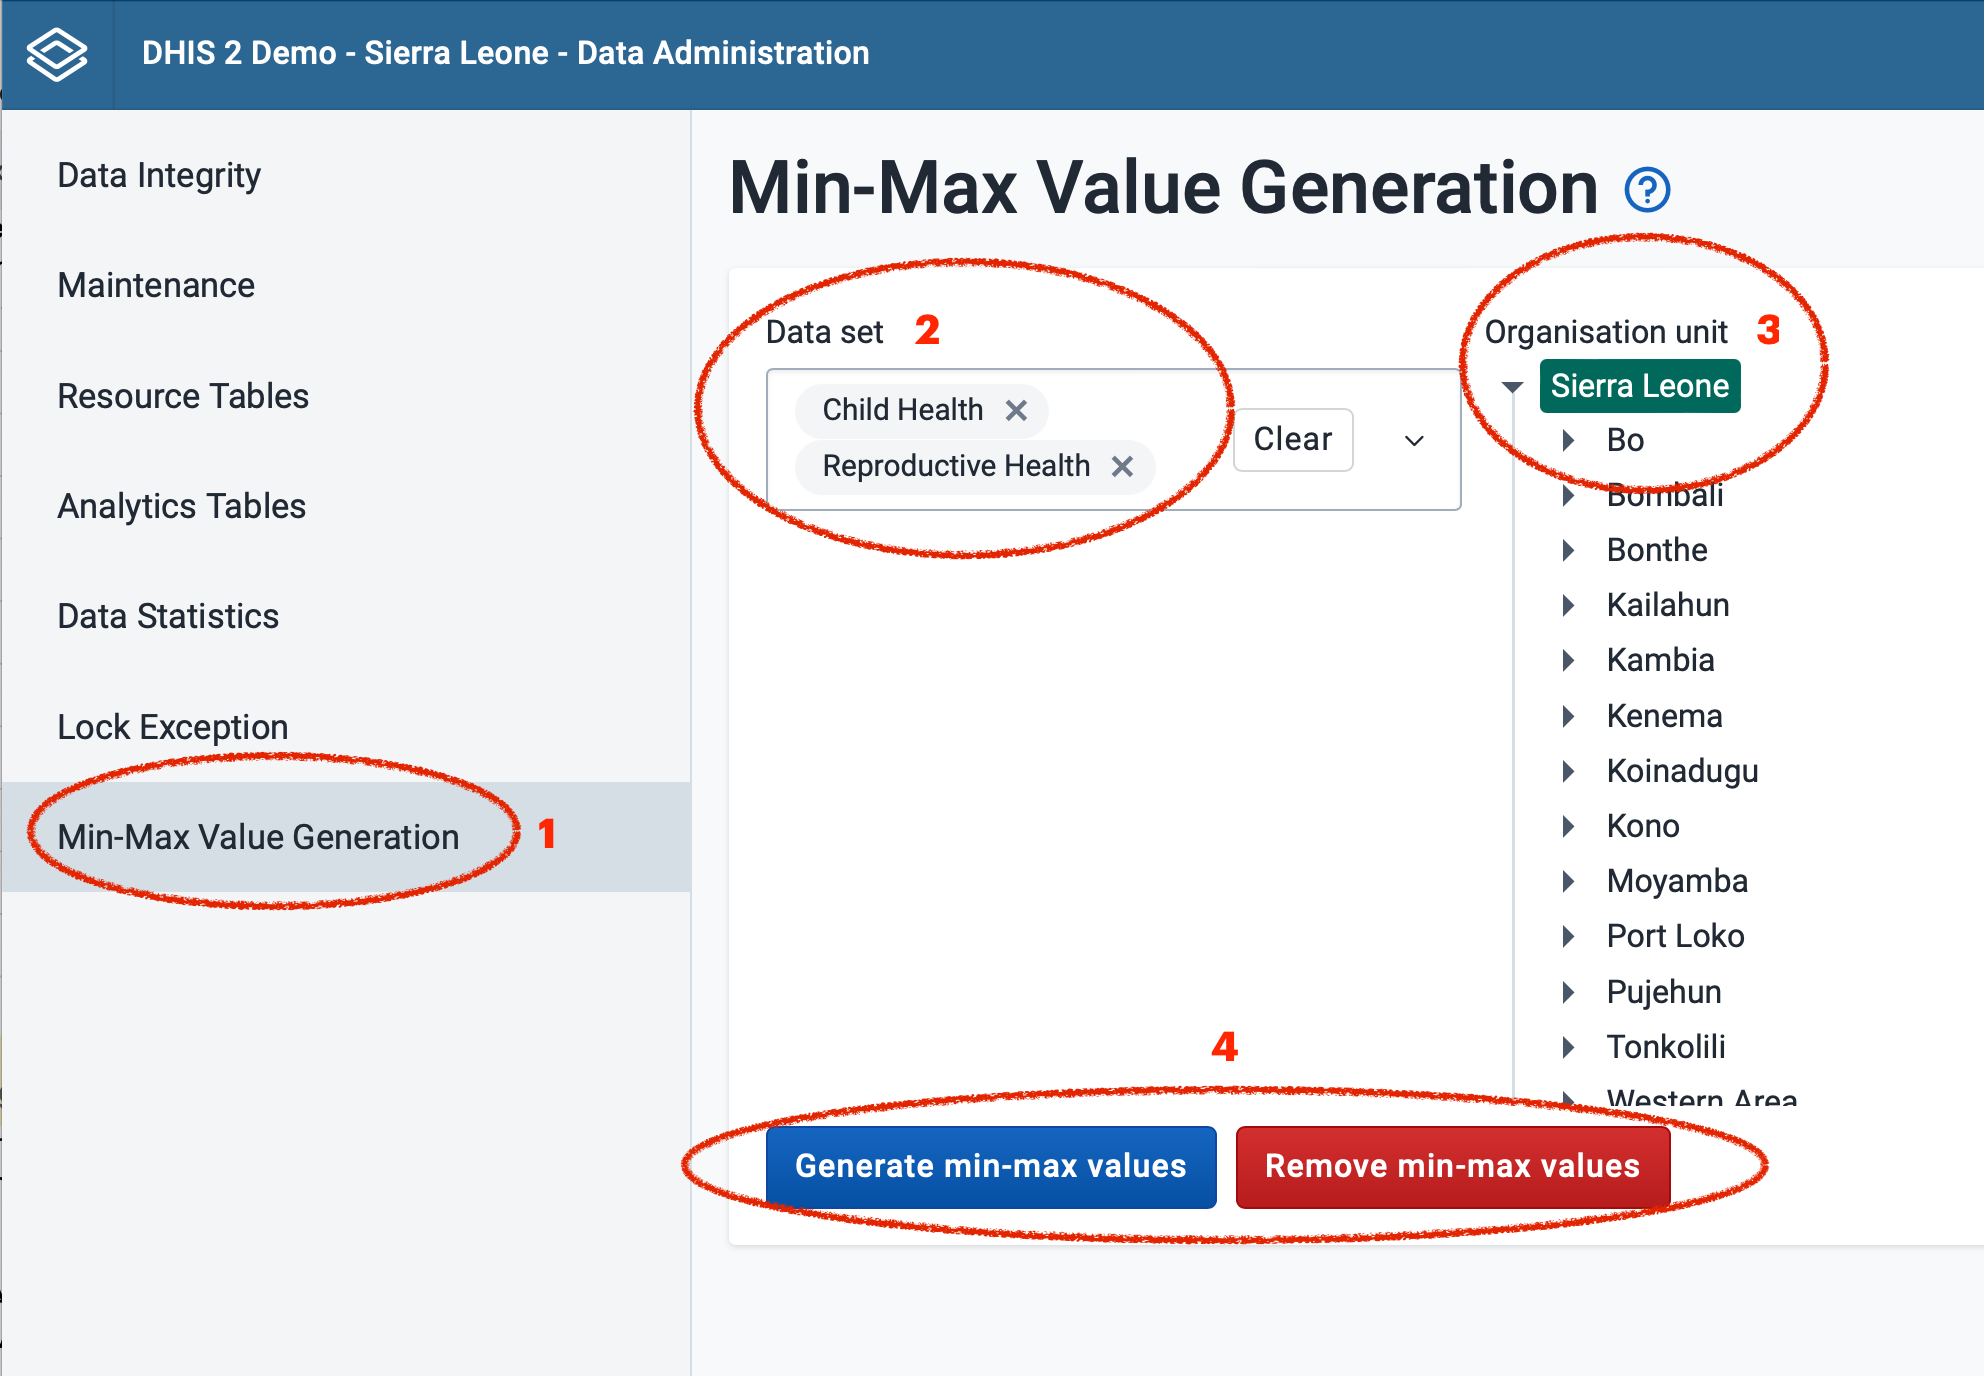 DHIS 2 Demo - Sierra Leone - Data Administration
Data Integrity
Maintenance
Resource Tables
Analytics Tables
Data Statistics
Lock Exception
Min-Max Value Generation 1
Min-Max Value Generation ?
Data set 2
Child Health
Reproductive Health
Clear
Organisation unit 3
Sierra Leone
Bo
Bombali
Bonthe
Kailahun
Kambia
Kenema
Koinadugu
Kono
Moyamba
Port Loko
Pujehun
Tonkolili
Western Area
4
Generate min-max values
Remove min-max values